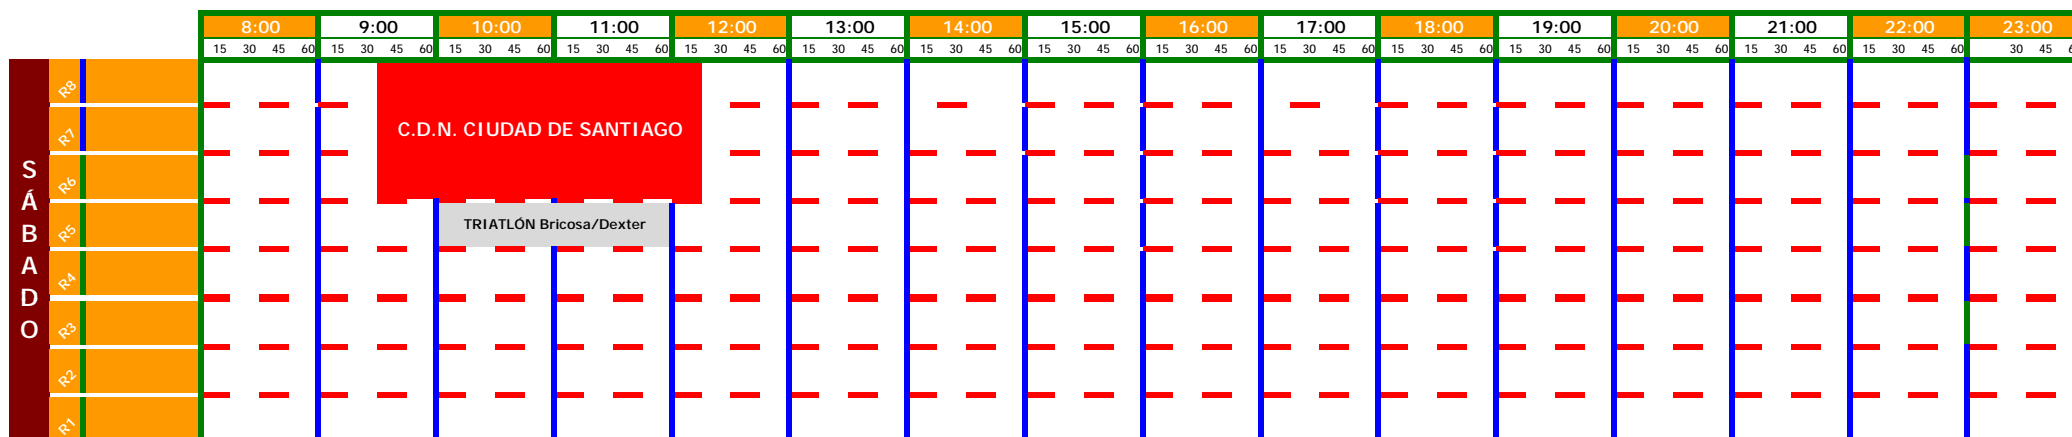 8:00 9:00 10:00 11:00 12:00 13:00 14:00 15:00 16:00 17:00 18:00 19:00 20:00 21:00 22:00 23:00
15 30 45 60 15 30 45 60 15 30 45 60 15 30 45 60 15 30 45 60 15 30 45 60 15 30 45 60 15 30 45 60 15 30 45 60 15 30 45 60 15 30 45 60 15 30 45 60 15 30 45 60 15 30 45 60 15 30 45 60 30 45
SÁBADO
R8
R7
C.D.N. CIUDAD DE SANTIAGO
R6
R5
TRIATLÓN Bricosa/Dexter
R4
R3
R2
R1